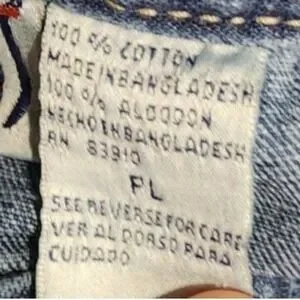 100 % COTTON
MADE IN BANGLADESH
100 % ALGODON
HECHO EN BANGLADESH
RN 83910
PL
SEE REVERSE FOR CARE
VER AL DORSO PARA
CUIDADO